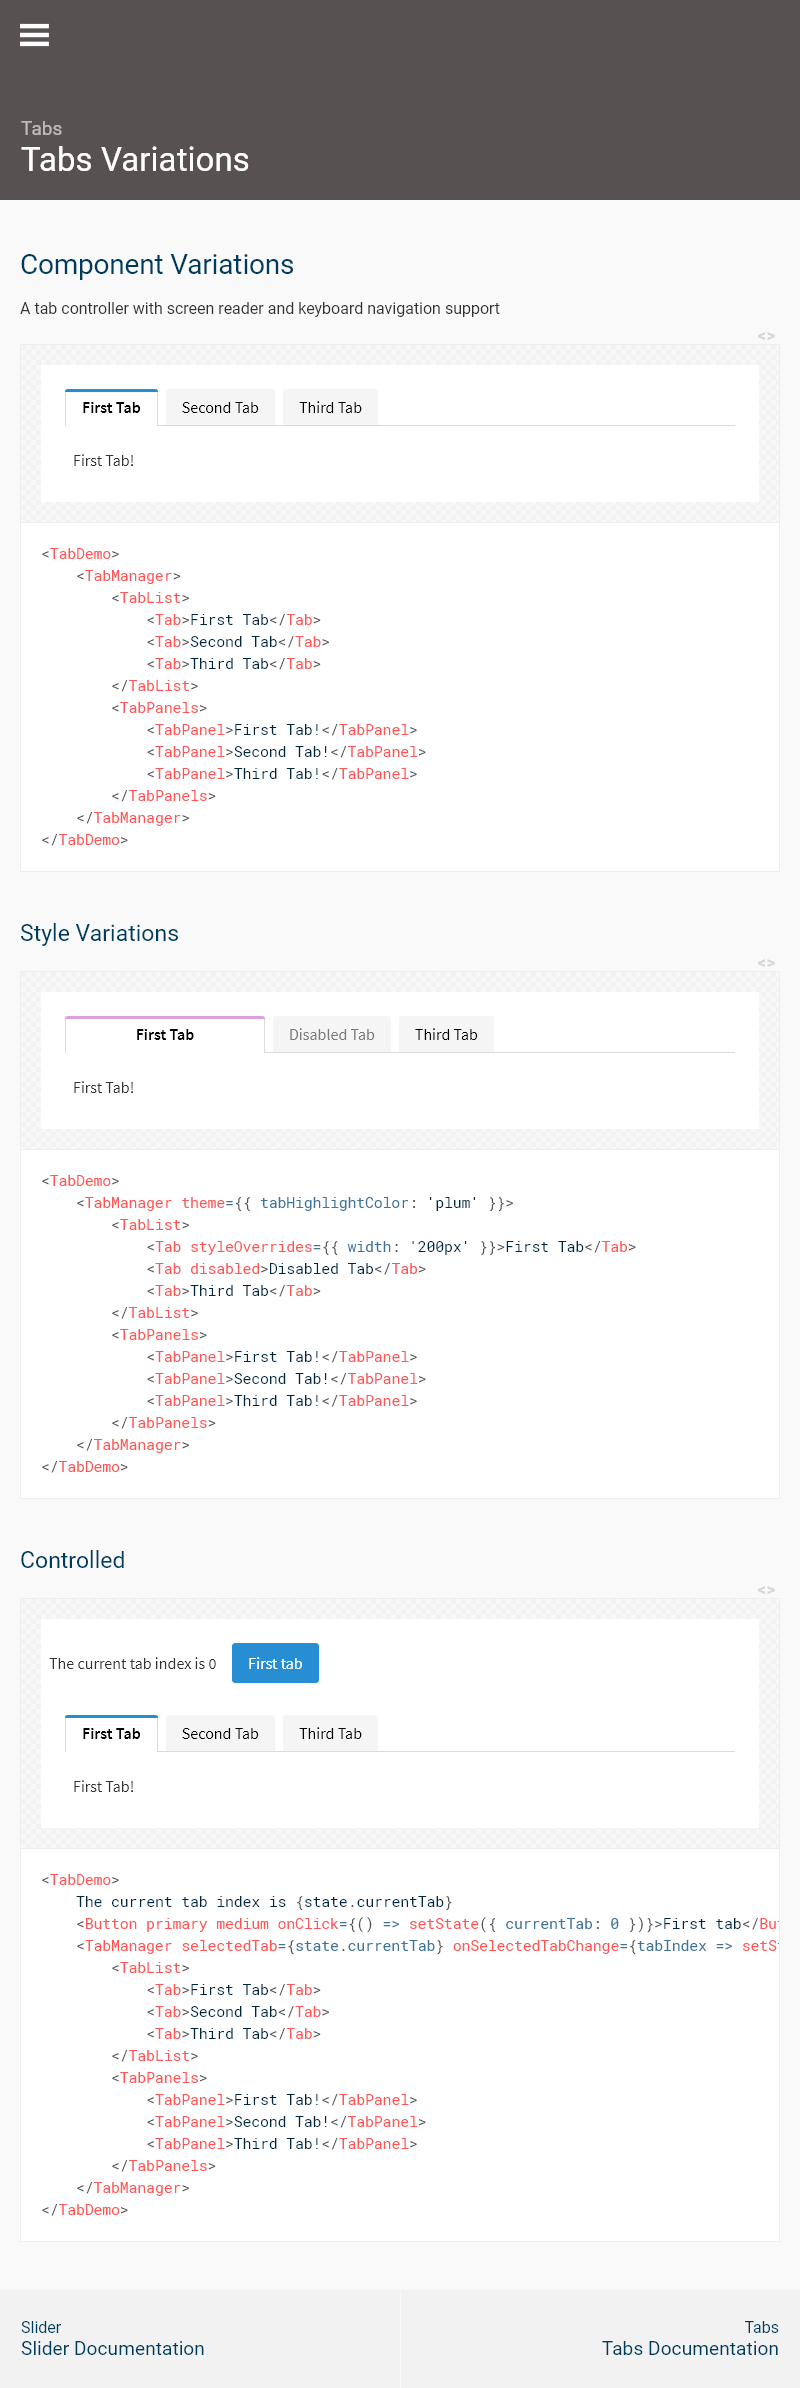 Tabs
Tabs Variations
Component Variations
A tab controller with screen reader and keyboard navigation support
<>
First Tab Second Tab Third Tab
First Tab!
<TabDemo>
    <TabManager>
        <TabList>
            <Tab>First Tab</Tab>
            <Tab>Second Tab</Tab>
            <Tab>Third Tab</Tab>
        </TabList>
        <TabPanels>
            <TabPanel>First Tab!</TabPanel>
            <TabPanel>Second Tab!</TabPanel>
            <TabPanel>Third Tab!</TabPanel>
        </TabPanels>
    </TabManager>
</TabDemo>
Style Variations
<>
First Tab Disabled Tab Third Tab
First Tab!
<TabDemo>
    <TabManager theme={{ tabHighlightColor: 'plum' }}>
        <TabList>
            <Tab styleOverrides={{ width: '200px' }}>First Tab</Tab>
            <Tab disabled>Disabled Tab</Tab>
            <Tab>Third Tab</Tab>
        </TabList>
        <TabPanels>
            <TabPanel>First Tab!</TabPanel>
            <TabPanel>Second Tab!</TabPanel>
            <TabPanel>Third Tab!</TabPanel>
        </TabPanels>
    </TabManager>
</TabDemo>
Controlled
<>
The current tab index is 0 First tab
First Tab Second Tab Third Tab
First Tab!
<TabDemo>
    The current tab index is {state.currentTab}
    <Button primary medium onClick={() => setState({ currentTab: 0 })}>First tab</Bu
    <TabManager selectedTab={state.currentTab} onSelectedTabChange={tabIndex => setS
        <TabList>
            <Tab>First Tab</Tab>
            <Tab>Second Tab</Tab>
            <Tab>Third Tab</Tab>
        </TabList>
        <TabPanels>
            <TabPanel>First Tab!</TabPanel>
            <TabPanel>Second Tab!</TabPanel>
            <TabPanel>Third Tab!</TabPanel>
        </TabPanels>
    </TabManager>
</TabDemo>
Slider
Slider Documentation
Tabs
Tabs Documentation